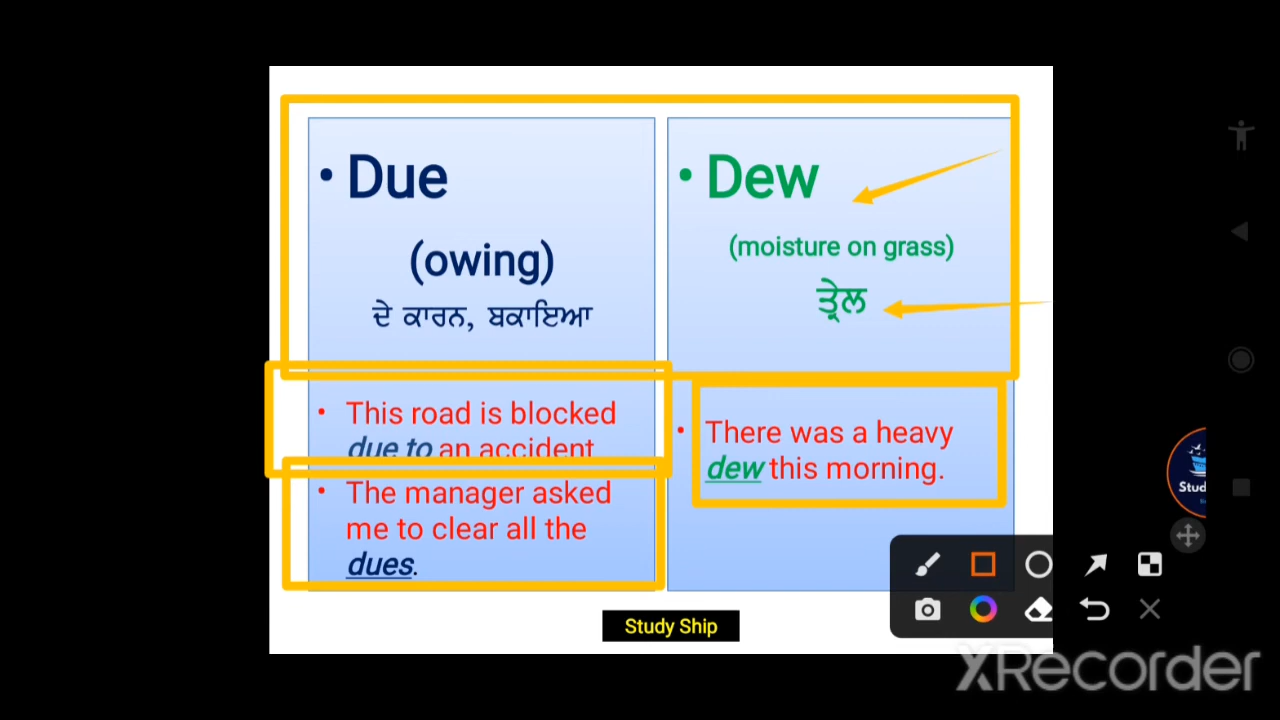 • Due
(owing)
ਦੇ ਕਾਰਨ, ਬਕਾਇਆ
• This road is blocked
due to an accident
• The manager asked
me to clear all the
dues.
• Dew
(moisture on grass)
ਤ੍ਰੇਲ
• There was a heavy
dew this morning.
Study Ship
Stud
XRecorder